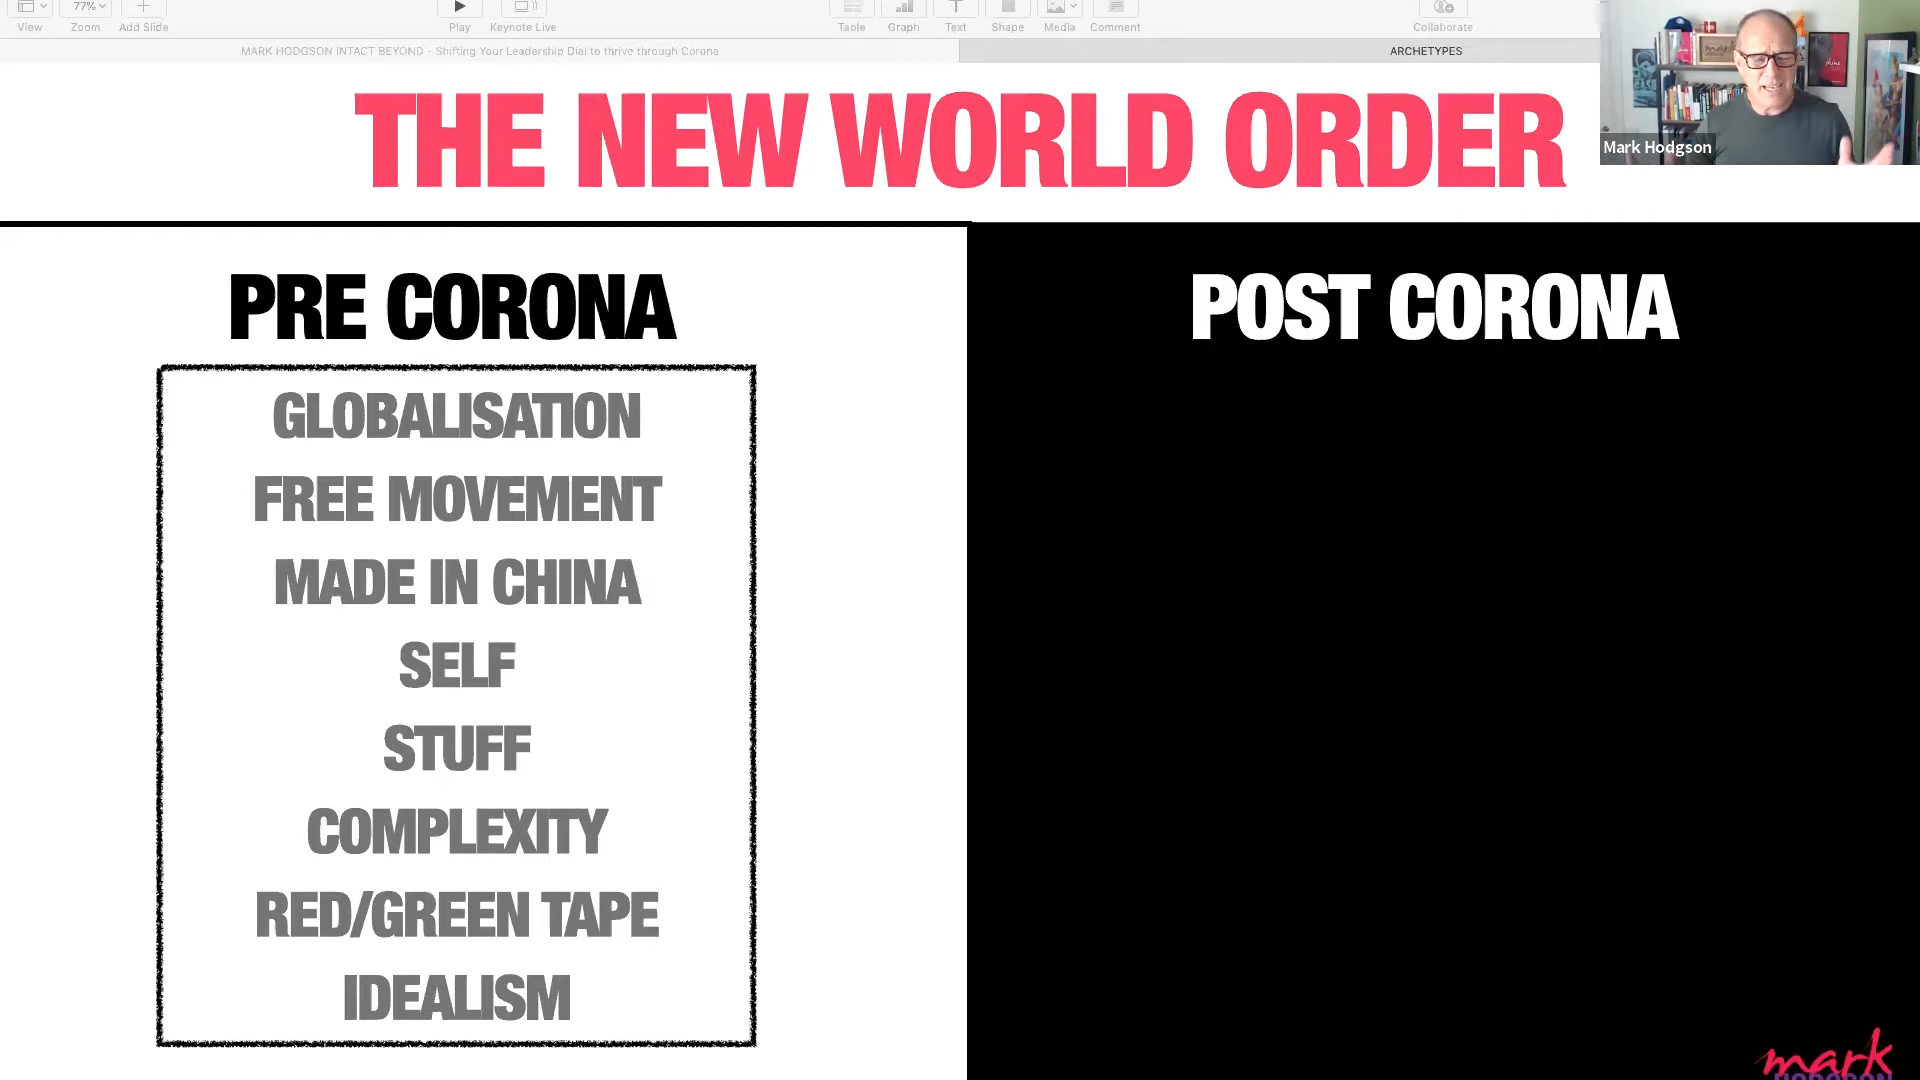 77%
View Zoom Add Slide Play Keynote Live Table Graph Text Shape Media Comment Collaborate
MARK HODGSON INTACT BEYOND - Shifting Your Leadership Dial to thrive through Corona
ARCHETYPES
Mark Hodgson
THE NEW WORLD ORDER
PRE CORONA
GLOBALISATION
FREE MOVEMENT
MADE IN CHINA
SELF
STUFF
COMPLEXITY
RED/GREEN TAPE
IDEALISM
POST CORONA
mark
HODGSON